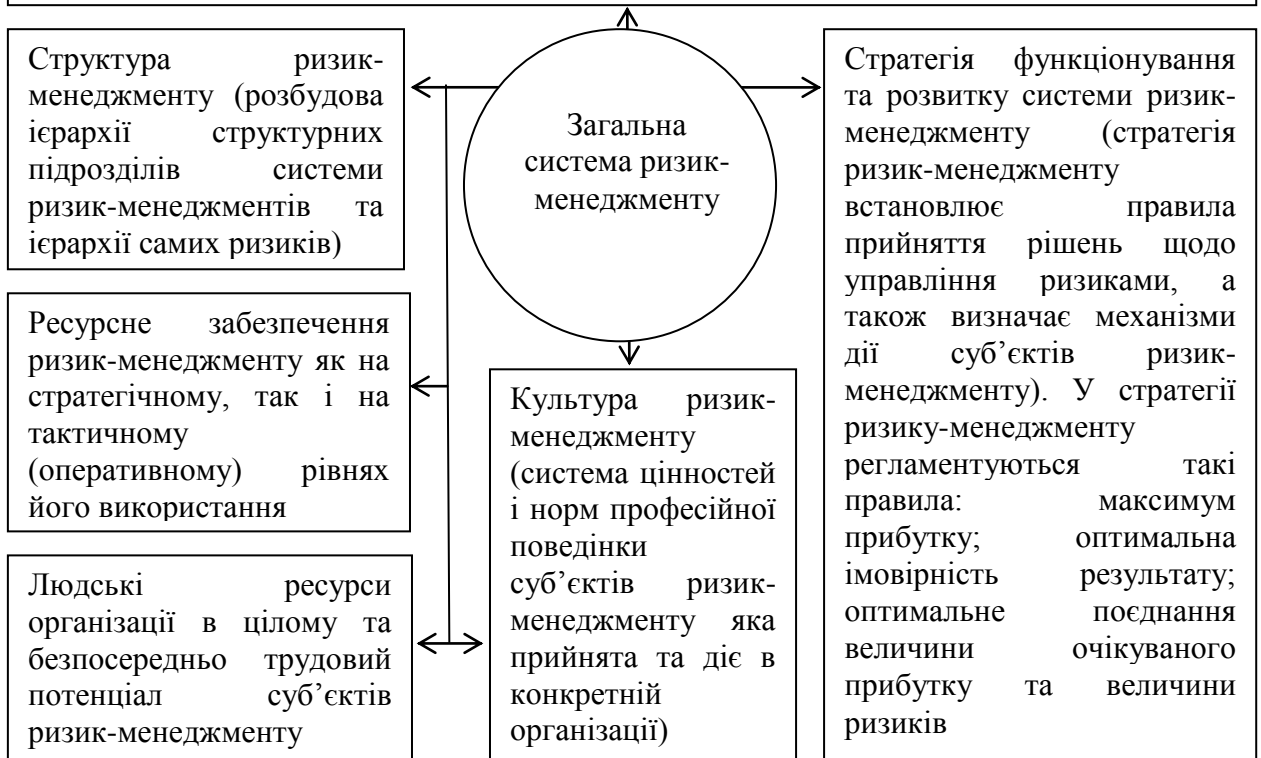 Структура ризик-
менеджменту (розбудова
ієрархії структурних
підрозділів системи
ризик-менеджментів та
ієрархії самих ризиків)
Загальна
система ризик-
менеджменту
Стратегія функціонування
та розвитку системи ризик-
менеджменту (стратегія
ризик-менеджменту
встановлює правила
прийняття рішень щодо
управління ризиками, а
також визначає механізми
дії суб’єктів ризик-
менеджменту). У стратегії
ризику-менеджменту
регламентуються такі
правила: максимум
прибутку; оптимальна
імовірність результату;
оптимальне поєднання
величини очікуваного
прибутку та величини
ризиків
Ресурсне забезпечення
ризик-менеджменту як на
стратегічному, так і на
тактичному
(оперативному) рівнях
його використання
Культура ризик-
менеджменту
(система цінностей
і норм професійної
поведінки
суб’єктів ризик-
менеджменту яка
прийнята та діє в
конкретній
організації)
Людські ресурси
організації в цілому та
безпосередньо трудовий
потенціал суб’єктів
ризик-менеджменту